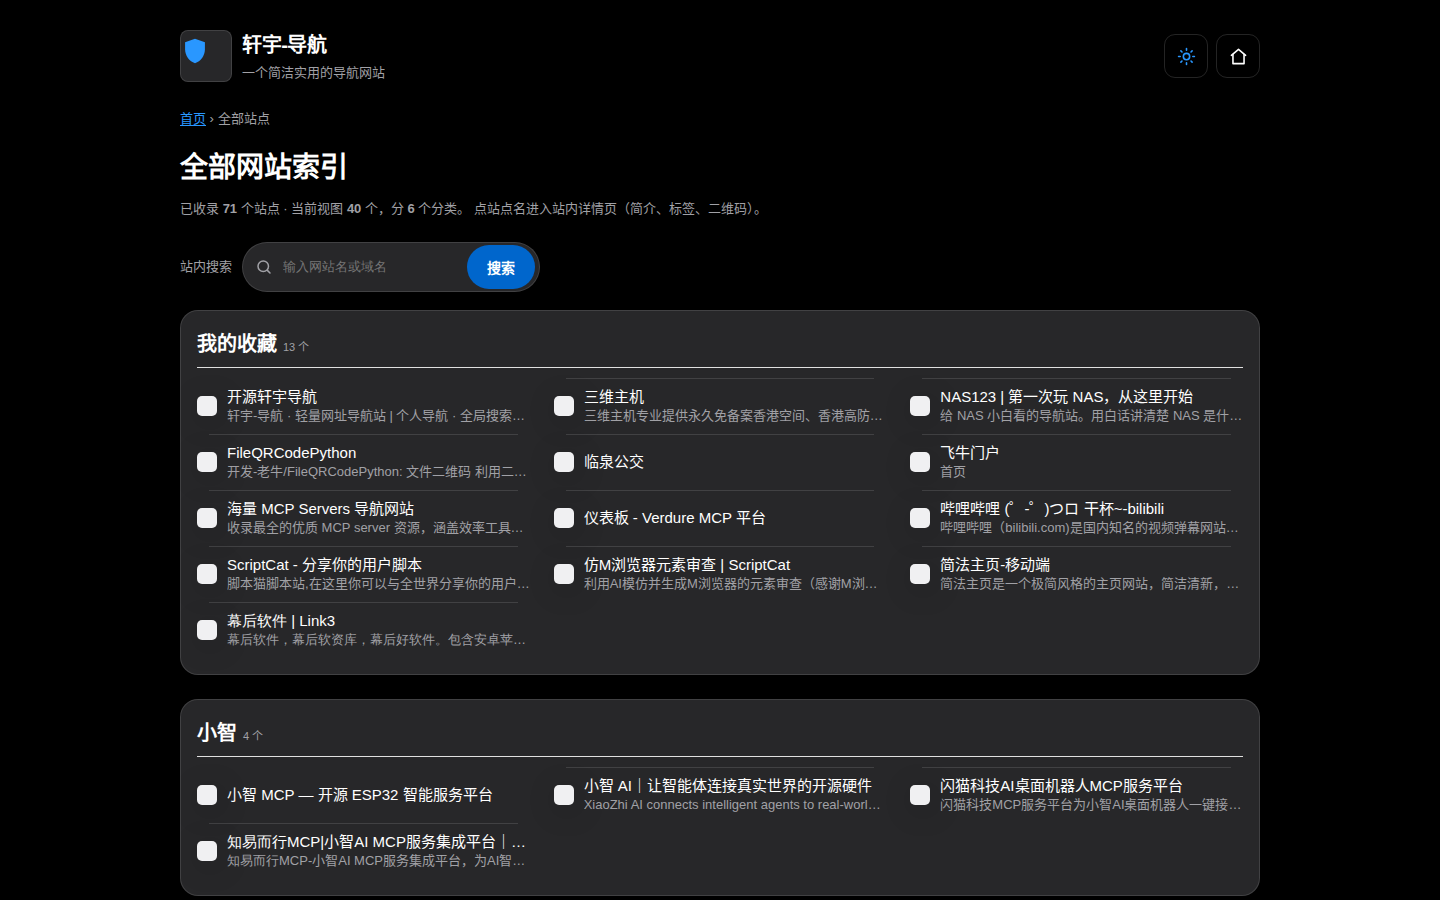 轩宇-导航
一个简洁实用的导航网站
首页 › 全部站点
全部网站索引
已收录 71 个站点 · 当前视图 40 个，分 6 个分类。 点站点名进入站内详情页（简介、标签、二维码）。
站内搜索 输入网站名或域名 搜索
我的收藏 13 个
开源轩宇导航
轩宇-导航 · 轻量网址导航站 | 个人导航 · 全局搜索…
三维主机
三维主机专业提供永久免备案香港空间、香港高防…
NAS123 | 第一次玩 NAS，从这里开始
给 NAS 小白看的导航站。用白话讲清楚 NAS 是什…
FileQRCodePython
开发-老牛/FileQRCodePython: 文件二维码 利用二…
临泉公交
飞牛门户
首页
海量 MCP Servers 导航网站
收录最全的优质 MCP server 资源，涵盖效率工具…
仪表板 - Verdure MCP 平台
哔哩哔哩 (゜-゜)つロ 干杯~-bilibili
哔哩哔哩（bilibili.com)是国内知名的视频弹幕网站…
ScriptCat - 分享你的用户脚本
脚本猫脚本站,在这里你可以与全世界分享你的用户…
仿M浏览器元素审查 | ScriptCat
利用AI模仿并生成M浏览器的元素审查（感谢M浏…
简法主页-移动端
简法主页是一个极简风格的主页网站，简洁清新，…
幕后软件 | Link3
幕后软件，幕后软资库，幕后好软件。包含安卓苹…
小智 4 个
小智 MCP — 开源 ESP32 智能服务平台
小智 AI｜让智能体连接真实世界的开源硬件
XiaoZhi AI connects intelligent agents to real-worl…
闪猫科技AI桌面机器人MCP服务平台
闪猫科技MCP服务平台为小智AI桌面机器人一键接…
知易而行MCP|小智AI MCP服务集成平台｜…
知易而行MCP-小智AI MCP服务集成平台，为AI智…